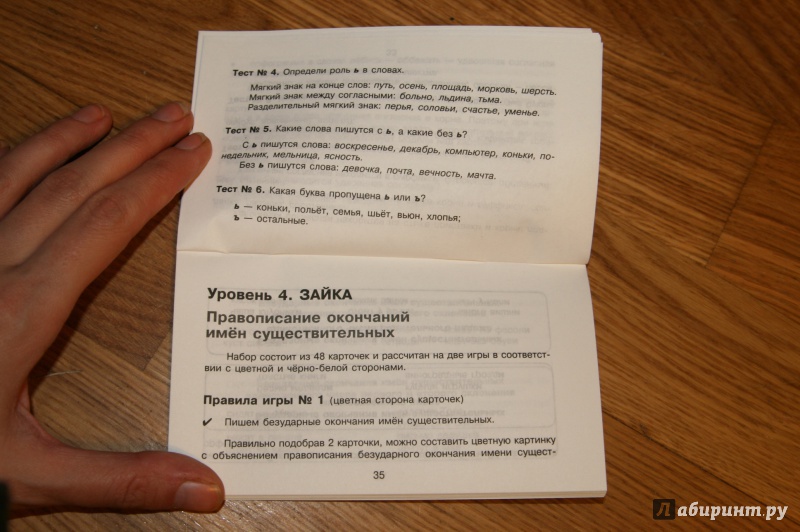 Тест № 4. Определи роль ь в словах.
Мягкий знак на конце слов: путь, осень, площадь, морковь, шерсть.
Мягкий знак между согласными: больно, льдина, тьма.
Разделительный мягкий знак: перья, соловьи, счастье, уменье.
Тест № 5. Какие слова пишутся с ь, а какие без ь?
С ь пишутся слова: воскресенье, декабрь, компьютер, коньки, по-
недельник, мельница, ясность.
Без ь пишутся слова: девочка, почта, вечность, мачта.
Тест № 6. Какая буква пропущена ь или ъ?
ь — коньки, польёт, семья, шьёт, вьюн, хлопья;
ъ — остальные.
Уровень 4. ЗАЙКА
Правописание окончаний
имён существительных
Набор состоит из 48 карточек и рассчитан на две игры в соответст-
вии с цветной и чёрно-белой сторонами.
Правила игры № 1 (цветная сторона карточек)
✔ Пишем безударные окончания имён существительных.
Правильно подобрав 2 карточки, можно составить цветную картинку
с объяснением правописания безударного окончания имени сущест-
35
Лабиринт.ру